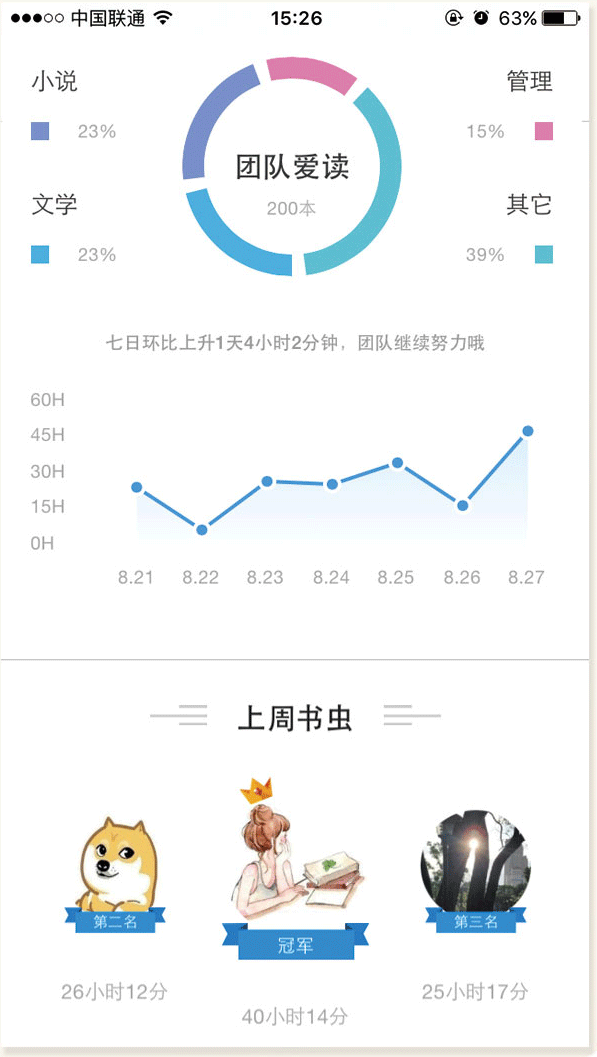 中国联通 15:26 63%
小说 管理
23% 15%
团队爱读
文学 其它
200本
23% 39%
七日环比上升1天4小时2分钟，团队继续努力哦
60H
45H
30H
15H
0H
8.21 8.22 8.23 8.24 8.25 8.26 8.27
上周书虫
第二名 冠军 第三名
26小时12分 40小时14分 25小时17分